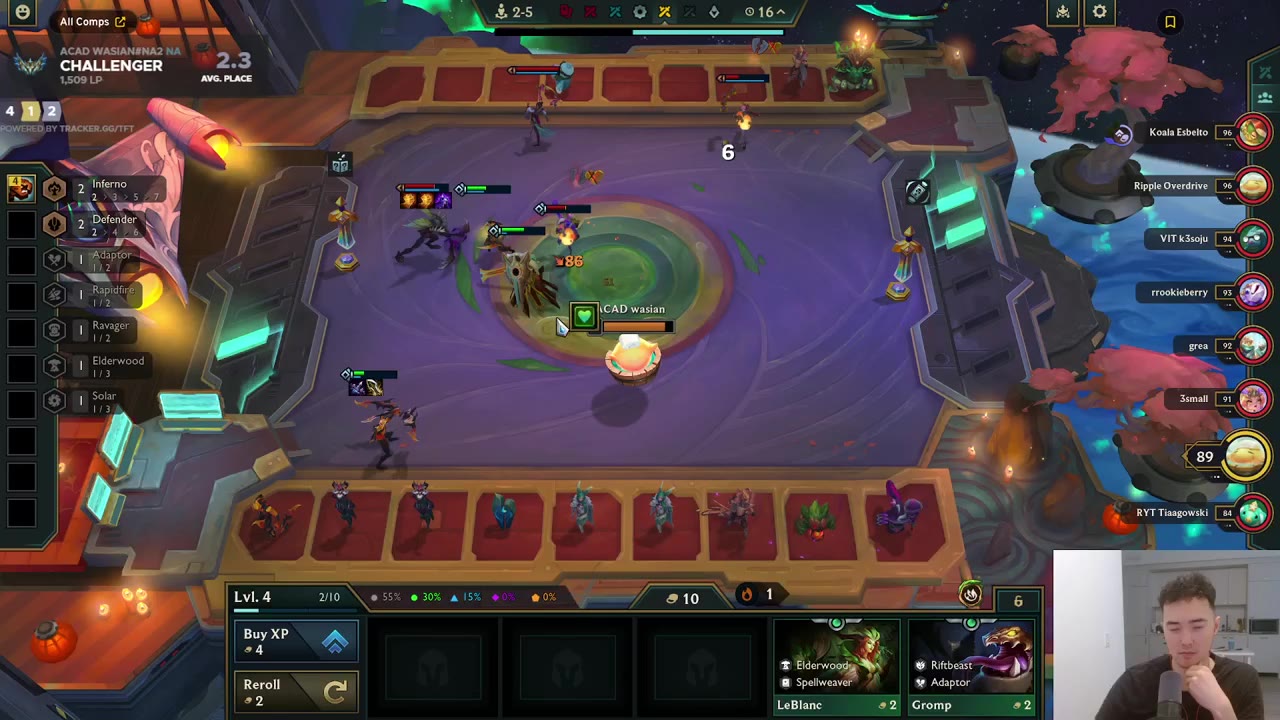 All Comps
ACAD WASIAN#NA2 NA
CHALLENGER
1,509 LP
2.3
AVG. PLACE
4 1 2
POWERED BY TRACKER.GG/TFT
2-5
16
4
2 Inferno
2 > 3 > 5 > 7
2 Defender
2 > 4 > 6
1 Adaptor
1 / 2
1 Rapidfire
1 / 2
1 Ravager
1 / 2
1 Elderwood
1 / 3
1 Solar
1 / 3
6
86
ACAD wasian
Koala Esbelto 96
Ripple Overdrive 96
VIT k3soju 94
rrookieberry 93
grea 92
3small 91
89
RYT Tiaagowski 84
Lvl. 4 2/10
55% 30% 15% 0% 0%
10
1
6
Buy XP
4
Reroll
2
Elderwood
Spellweaver
LeBlanc 2
Riftbeast
Adaptor
Gromp 2